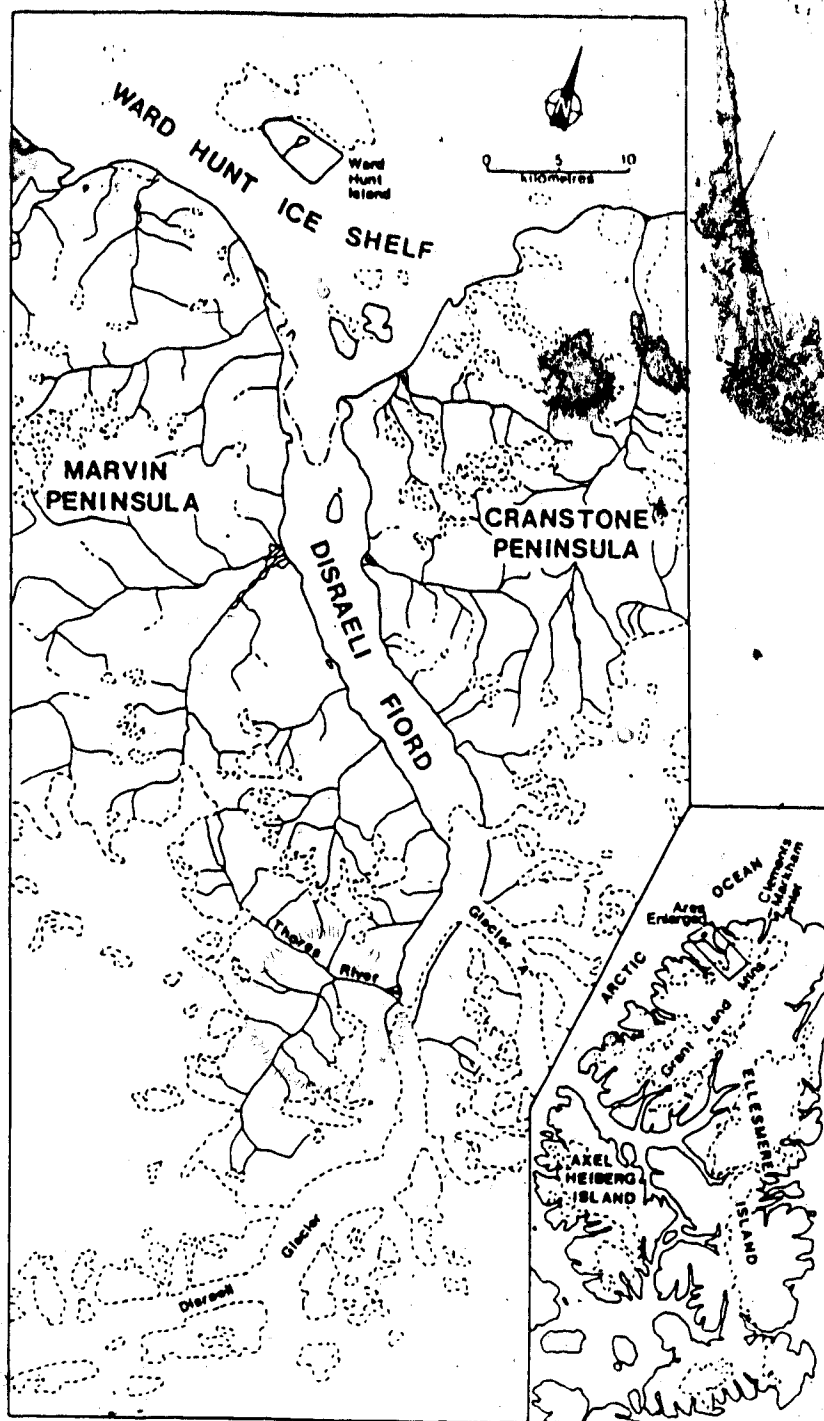 WARD HUNT ICE SHELF
Ward
Hunt
Island
N
0 5 10
kilometres
MARVIN
PENINSULA
CRANSTONE
PENINSULA
DISRAELI FIORD
Thores River
Glacier A
Disraeli Glacier
ARCTIC OCEAN
Area
Enlarged
Clements
Markham
Inlet
Grant Land Mtns
ELLESMERE ISLAND
AXEL
HEIBERG
ISLAND